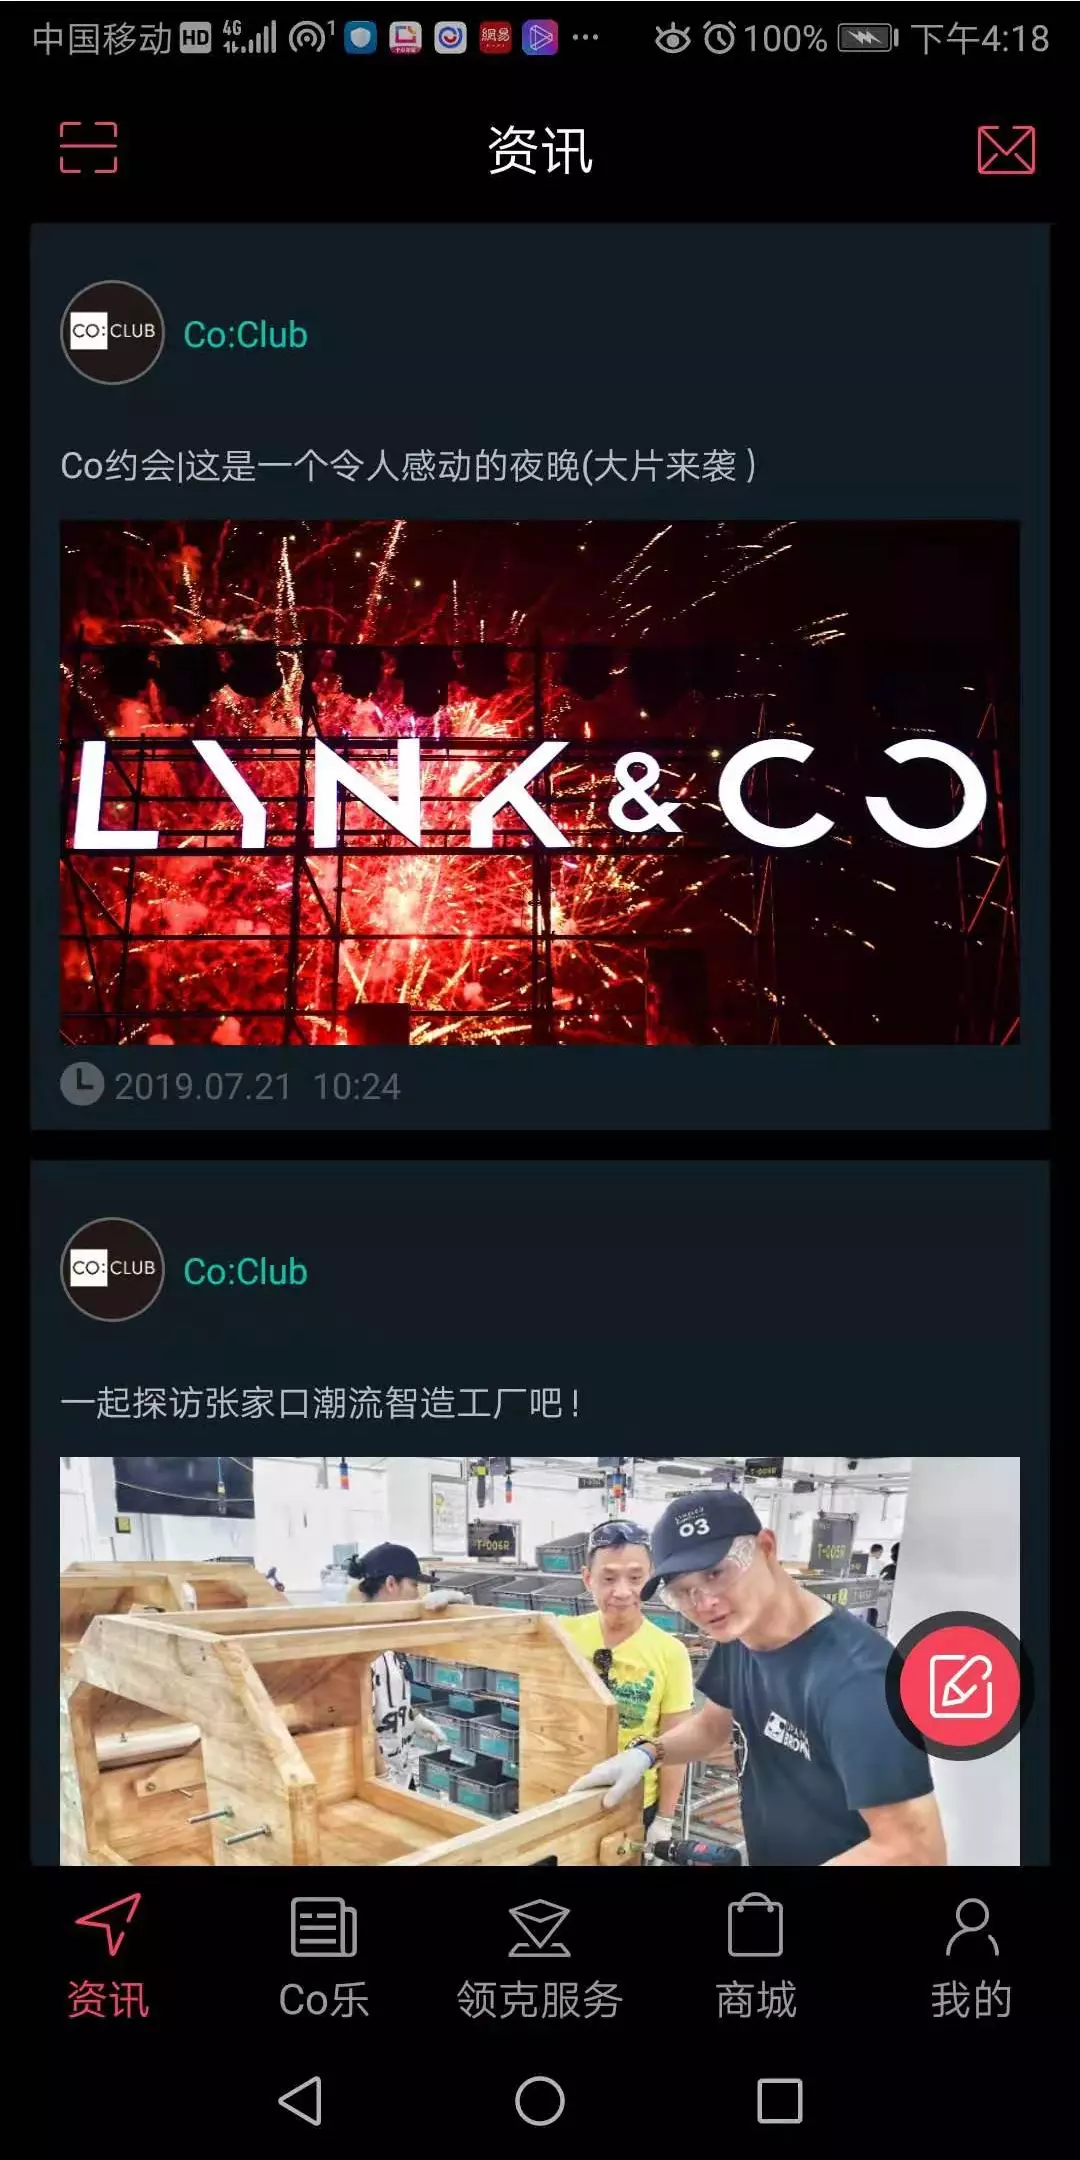 中国移动 HD 4G 1 網易 ··· 100% 下午4:18
资讯
CO:CLUB Co:Club
Co约会|这是一个令人感动的夜晚(大片来袭)
LYNK&CO
2019.07.21 10:24
CO:CLUB Co:Club
一起探访张家口潮流智造工厂吧!
T-006R
03
BROWN
资讯 Co乐 领克服务 商城 我的